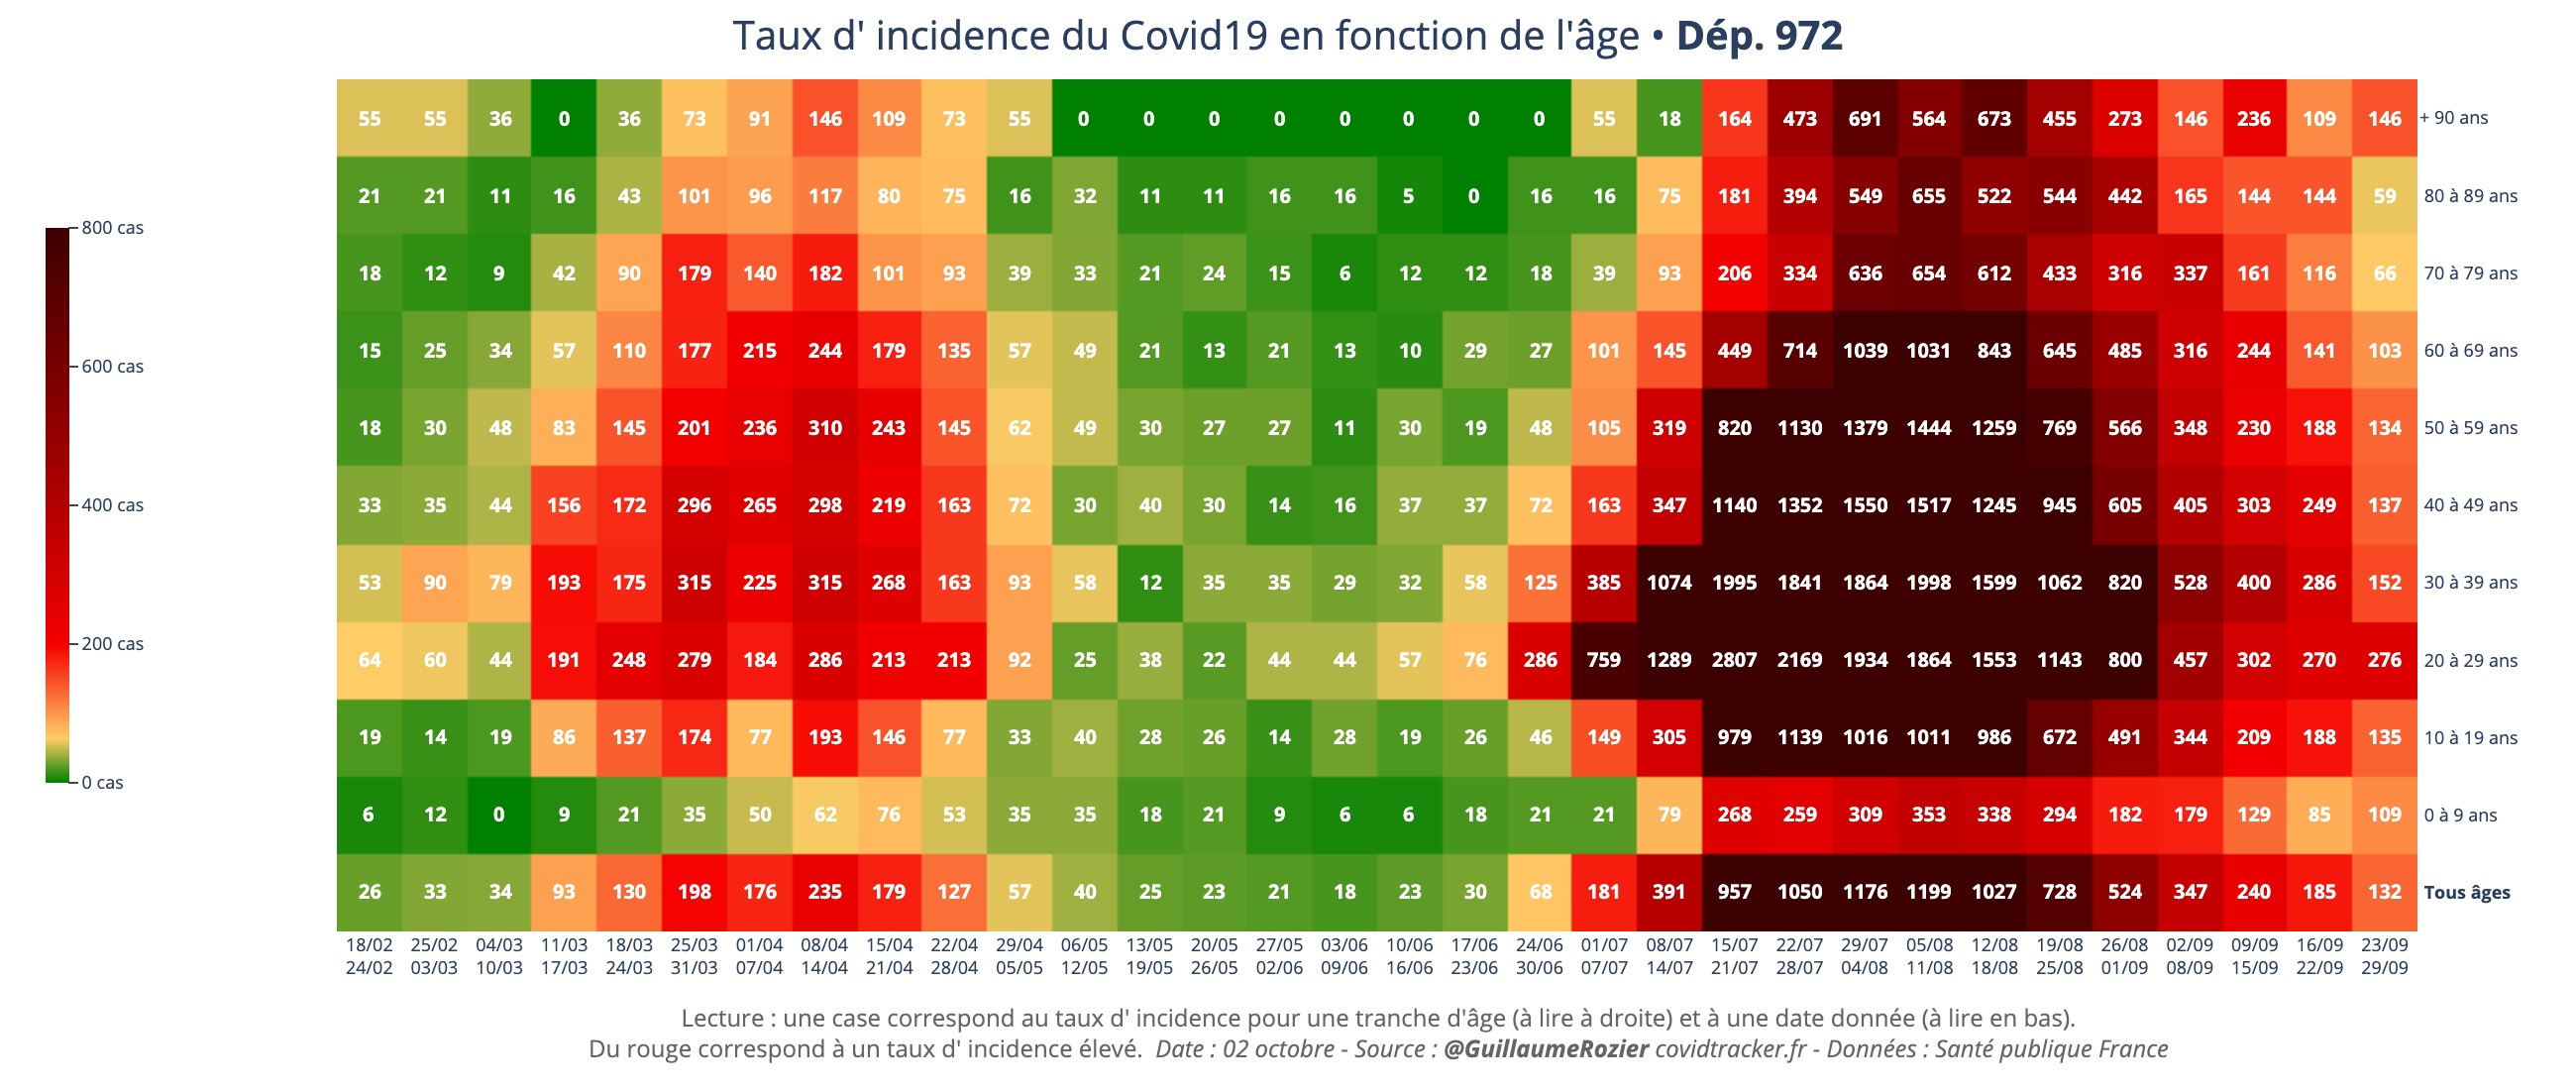 Taux d' incidence du Covid19 en fonction de l'âge • Dép. 972
800 cas
600 cas
400 cas
200 cas
0 cas
55 55 36 0 36 73 91 146 109 73 55 0 0 0 0 0 0 0 0 55 18 164 473 691 564 673 455 273 146 236 109 146 + 90 ans
21 21 11 16 43 101 96 117 80 75 16 32 11 11 16 16 5 0 16 16 75 181 394 549 655 522 544 442 165 144 144 59 80 à 89 ans
18 12 9 42 90 179 140 182 101 93 39 33 21 24 15 6 12 12 18 39 93 206 334 636 654 612 433 316 337 161 116 66 70 à 79 ans
15 25 34 57 110 177 215 244 179 135 57 49 21 13 21 13 10 29 27 101 145 449 714 1039 1031 843 645 485 316 244 141 103 60 à 69 ans
18 30 48 83 145 201 236 310 243 145 62 49 30 27 27 11 30 19 48 105 319 820 1130 1379 1444 1259 769 566 348 230 188 134 50 à 59 ans
33 35 44 156 172 296 265 298 219 163 72 30 40 30 14 16 37 37 72 163 347 1140 1352 1550 1517 1245 945 605 405 303 249 137 40 à 49 ans
53 90 79 193 175 315 225 315 268 163 93 58 12 35 35 29 32 58 125 385 1074 1995 1841 1864 1998 1599 1062 820 528 400 286 152 30 à 39 ans
64 60 44 191 248 279 184 286 213 213 92 25 38 22 44 44 57 76 286 759 1289 2807 2169 1934 1864 1553 1143 800 457 302 270 276 20 à 29 ans
19 14 19 86 137 174 77 193 146 77 33 40 28 26 14 28 19 26 46 149 305 979 1139 1016 1011 986 672 491 344 209 188 135 10 à 19 ans
6 12 0 9 21 35 50 62 76 53 35 35 18 21 9 6 6 18 21 21 79 268 259 309 353 338 294 182 179 129 85 109 0 à 9 ans
26 33 34 93 130 198 176 235 179 127 57 40 25 23 21 18 23 30 68 181 391 957 1050 1176 1199 1027 728 524 347 240 185 132 Tous âges
18/02 25/02 04/03 11/03 18/03 25/03 01/04 08/04 15/04 22/04 29/04 06/05 13/05 20/05 27/05 03/06 10/06 17/06 24/06 01/07 08/07 15/07 22/07 29/07 05/08 12/08 19/08 26/08 02/09 09/09 16/09 23/09
24/02 03/03 10/03 17/03 24/03 31/03 07/04 14/04 21/04 28/04 05/05 12/05 19/05 26/05 02/06 09/06 16/06 23/06 30/06 07/07 14/07 21/07 28/07 04/08 11/08 18/08 25/08 01/09 08/09 15/09 22/09 29/09
Lecture : une case correspond au taux d' incidence pour une tranche d'âge (à lire à droite) et à une date donnée (à lire en bas).
Du rouge correspond à un taux d' incidence élevé. Date : 02 octobre - Source : @GuillaumeRozier covidtracker.fr - Données : Santé publique France